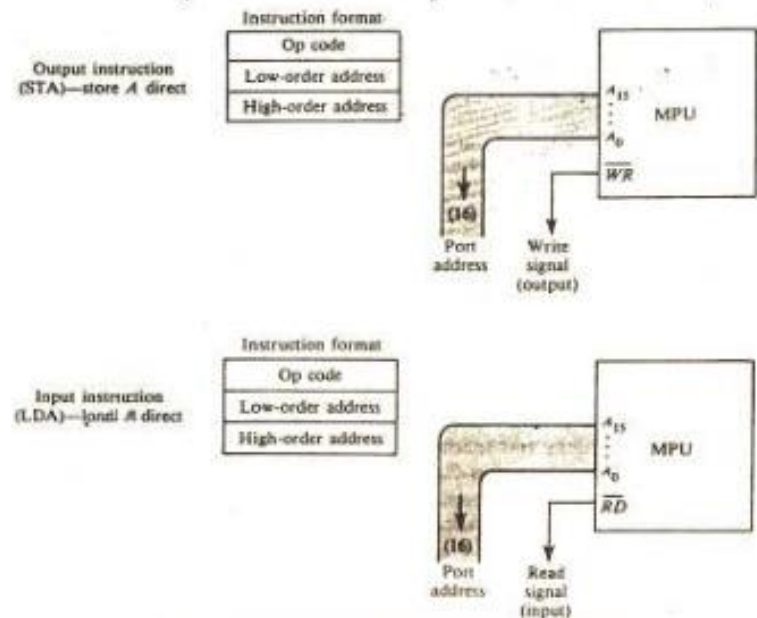 Instruction format
Op code
Low-order address
High-order address
Output instruction
(STA)—store A direct
A15
A0
MPU
WR
(16)
Port
address
Write
signal
(output)
Instruction format
Op code
Low-order address
High-order address
Input instruction
(LDA)— A direct
A15
A0
MPU
RD
(16)
Port
address
Read
signal
(input)